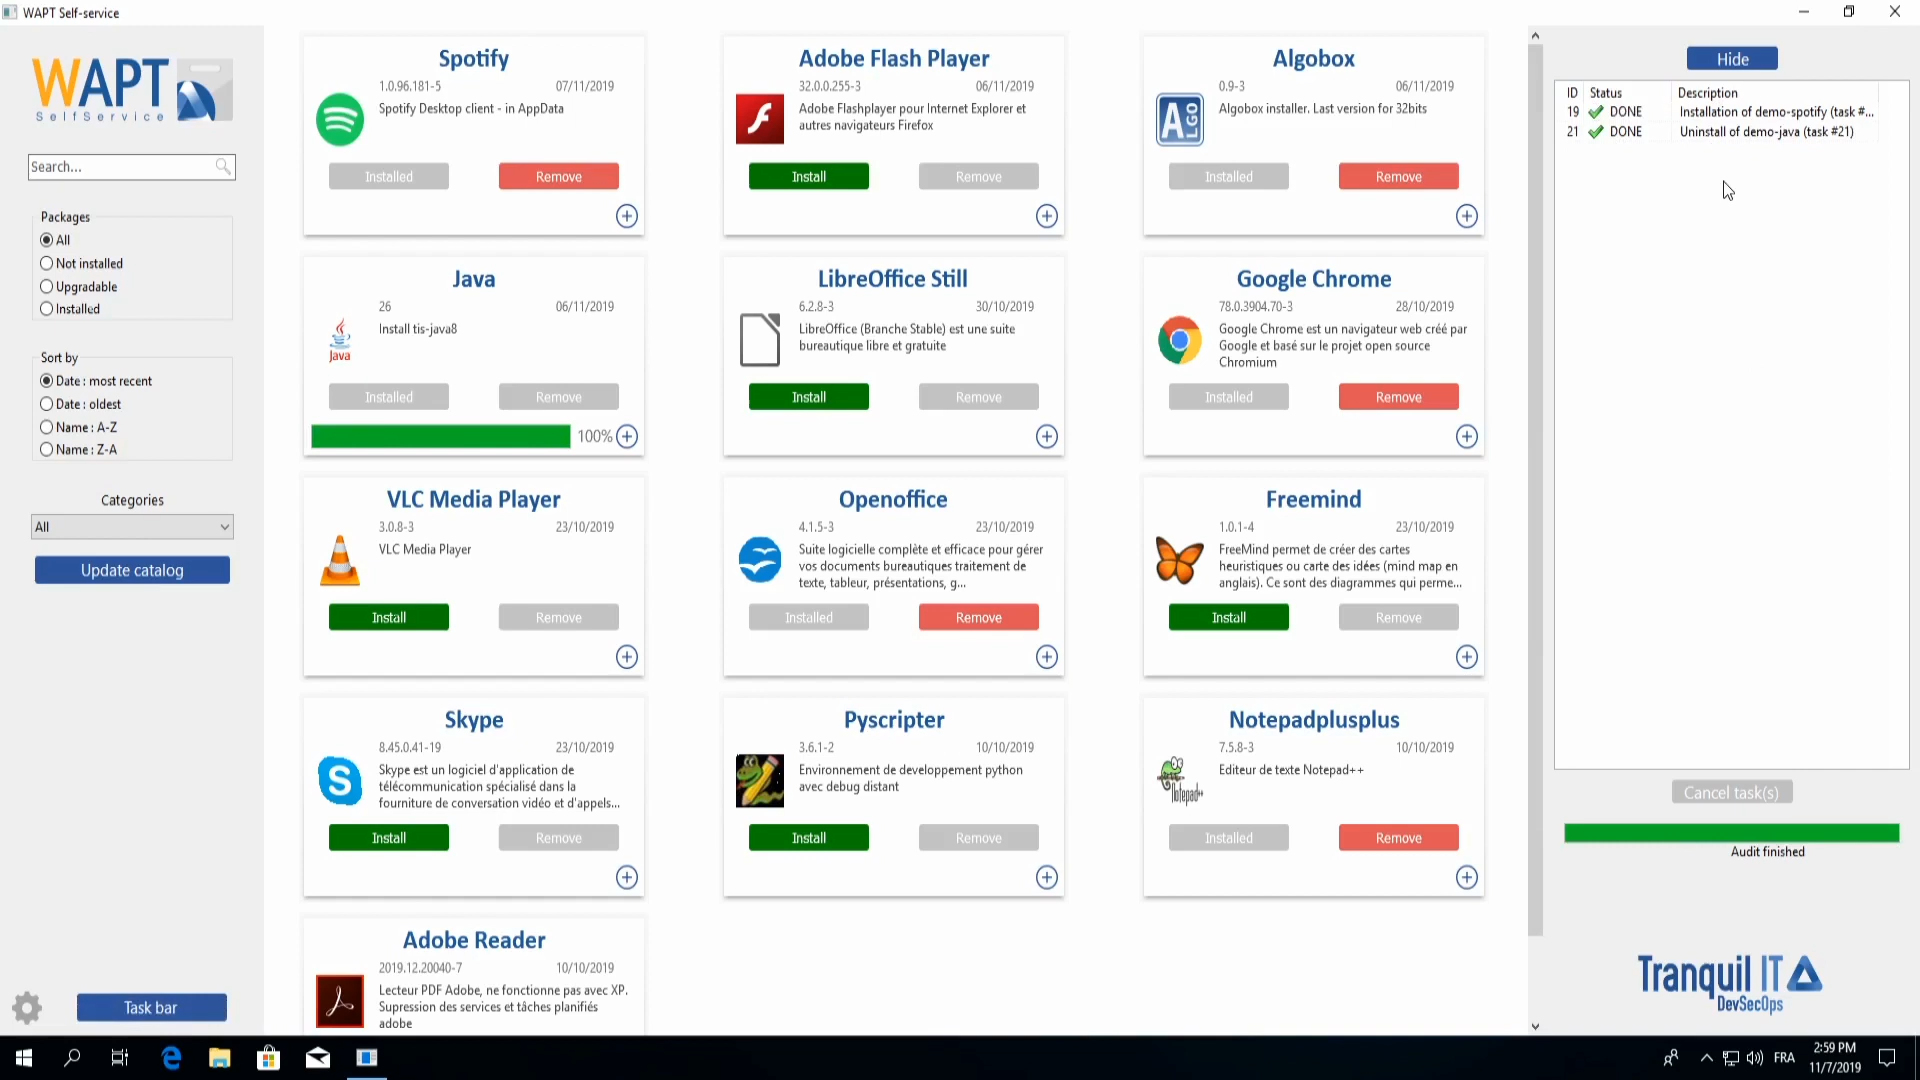 WAPT Self-service
WAPT
SelfService
Search...
Packages
All
Not installed
Upgradable
Installed
Sort by
Date : most recent
Date : oldest
Name : A-Z
Name : Z-A
Categories
All
Update catalog
Task bar
Spotify
1.0.96.181-5 07/11/2019
Spotify Desktop client - in AppData
Installed Remove
Adobe Flash Player
32.0.0.255-3 06/11/2019
Adobe Flashplayer pour Internet Explorer et
autres navigateurs Firefox
Install Remove
Algobox
0.9-3 06/11/2019
Algobox installer. Last version for 32bits
ALGO
Installed Remove
Java
26 06/11/2019
Install tis-java8
Java
Installed Remove
100%
LibreOffice Still
6.2.8-3 30/10/2019
LibreOffice (Branche Stable) est une suite
bureautique libre et gratuite
Install Remove
Google Chrome
78.0.3904.70-3 28/10/2019
Google Chrome est un navigateur web créé par
Google et basé sur le projet open source
Chromium
Installed Remove
VLC Media Player
3.0.8-3 23/10/2019
VLC Media Player
Install Remove
Openoffice
4.1.5-3 23/10/2019
Suite logicielle complète et efficace pour gérer
vos documents bureautiques traitement de
texte, tableur, présentations, g...
Installed Remove
Freemind
1.0.1-4 23/10/2019
FreeMind permet de créer des cartes
heuristiques ou carte des idées (mind map en
anglais). Ce sont des diagrammes qui perme...
Install Remove
Skype
8.45.0.41-19 23/10/2019
Skype est un logiciel d'application de
télécommunication spécialisé dans la
fourniture de conversation vidéo et d'appels...
S
Install Remove
Pyscripter
3.6.1-2 10/10/2019
Environnement de developpement python
avec debug distant
Install Remove
Notepadplusplus
7.5.8-3 10/10/2019
Editeur de texte Notepad++
Notepad++
Installed Remove
Adobe Reader
2019.12.20040-7 10/10/2019
Lecteur PDF Adobe, ne fonctionne pas avec XP.
Supression des services et tâches planifiés
adobe
Hide
ID Status Description
19 DONE Installation of demo-spotify (task #...
21 DONE Uninstall of demo-java (task #21)
Cancel task(s)
Audit finished
Tranquil IT
DevSecOps
FRA
2:59 PM
11/7/2019